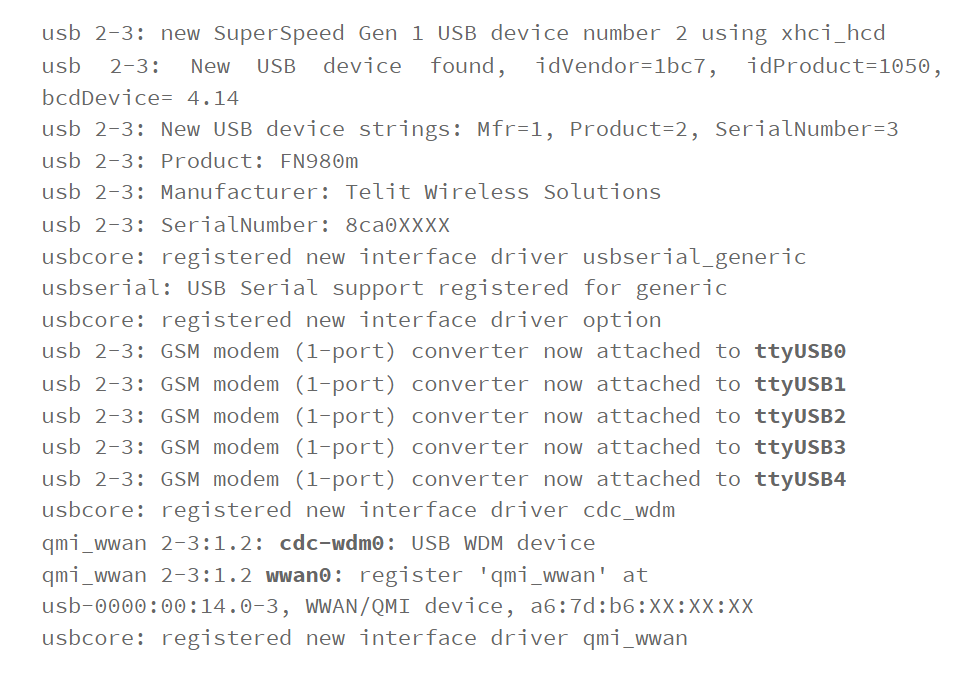 usb 2-3: new SuperSpeed Gen 1 USB device number 2 using xhci_hcd
usb 2-3: New USB device found, idVendor=1bc7, idProduct=1050,
bcdDevice= 4.14
usb 2-3: New USB device strings: Mfr=1, Product=2, SerialNumber=3
usb 2-3: Product: FN980m
usb 2-3: Manufacturer: Telit Wireless Solutions
usb 2-3: SerialNumber: 8ca0XXXX
usbcore: registered new interface driver usbserial_generic
usbserial: USB Serial support registered for generic
usbcore: registered new interface driver option
usb 2-3: GSM modem (1-port) converter now attached to ttyUSB0
usb 2-3: GSM modem (1-port) converter now attached to ttyUSB1
usb 2-3: GSM modem (1-port) converter now attached to ttyUSB2
usb 2-3: GSM modem (1-port) converter now attached to ttyUSB3
usb 2-3: GSM modem (1-port) converter now attached to ttyUSB4
usbcore: registered new interface driver cdc_wdm
qmi_wwan 2-3:1.2: cdc-wdm0: USB WDM device
qmi_wwan 2-3:1.2 wwan0: register 'qmi_wwan' at
usb-0000:00:14.0-3, WWAN/QMI device, a6:7d:b6:XX:XX:XX
usbcore: registered new interface driver qmi_wwan